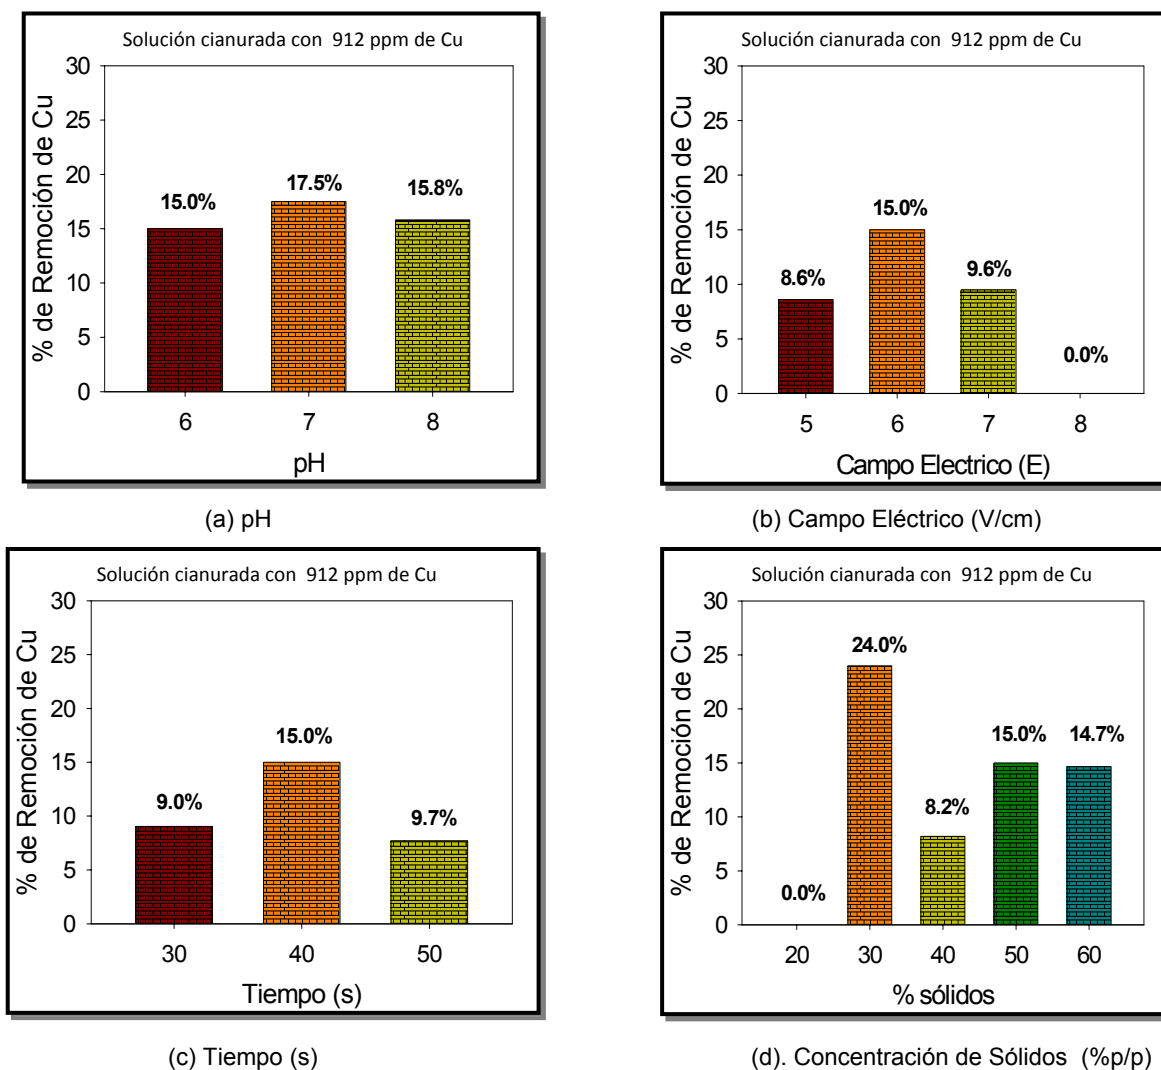 Solución cianurada con 912 ppm de Cu
% de Remoción de Cu
30
25
20
15
10
5
0
15.0%
17.5%
15.8%
6 7 8
pH
(a) pH
Solución cianurada con 912 ppm de Cu
% de Remoción de Cu
30
25
20
15
10
5
0
8.6%
15.0%
9.6%
0.0%
5 6 7 8
Campo Electrico (E)
(b) Campo Eléctrico (V/cm)
Solución cianurada con 912 ppm de Cu
% de Remoción de Cu
30
25
20
15
10
5
0
9.0%
15.0%
9.7%
30 40 50
Tiempo (s)
(c) Tiempo (s)
Solución cianurada con 912 ppm de Cu
% de Remoción de Cu
30
25
20
15
10
5
0
0.0%
24.0%
8.2%
15.0%
14.7%
20 30 40 50 60
% sólidos
(d). Concentración de Sólidos (%p/p)